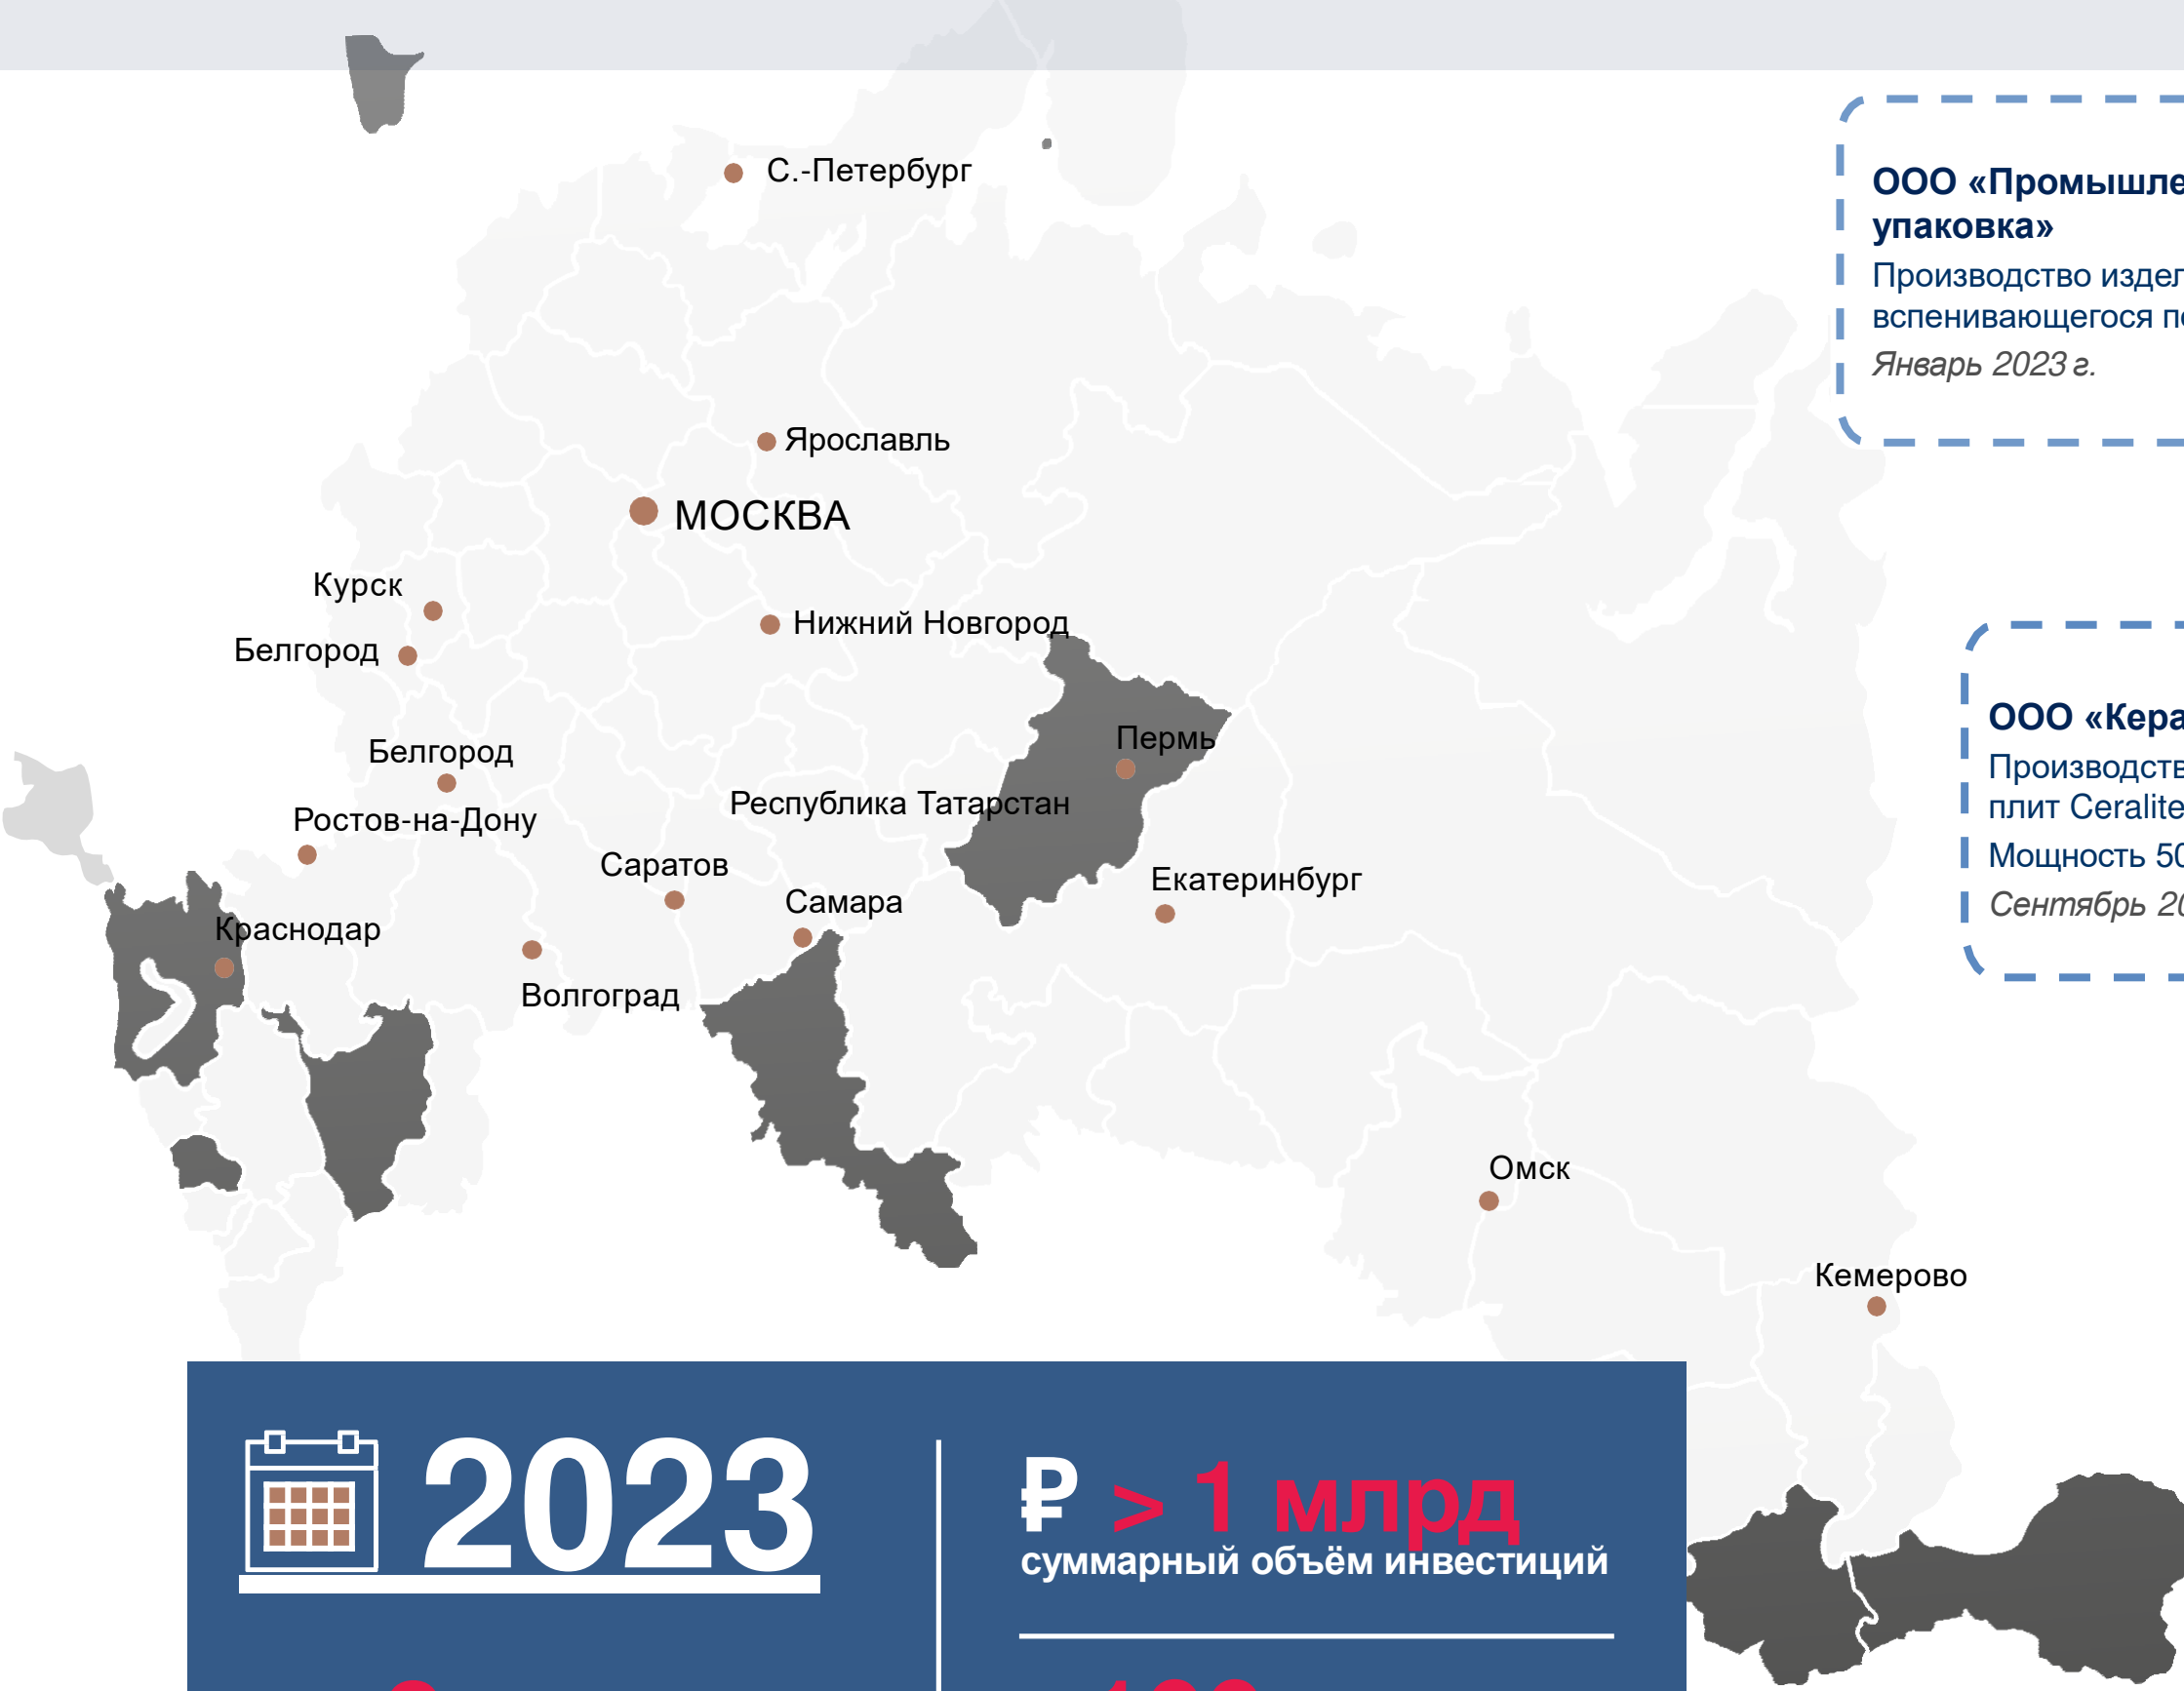 С.-Петербург
ООО «Промышле
упаковка»
Производство
вспенивающегося
Январь 2023 г.
Ярославль
МОСКВА
Курск
Нижний Новгород
Белгород
ООО «Кера
Пермь
Белгород
Производств
Республика Татарстан
плит Ceralite
Ростов-на-Дону
Мощность 50
Саратов
Екатеринбург
Самара
Сентябрь 20
Краснодар
Волгоград
Омск
Кемерово
2023
₽ > 1 млрд
суммарный объём инвестиций